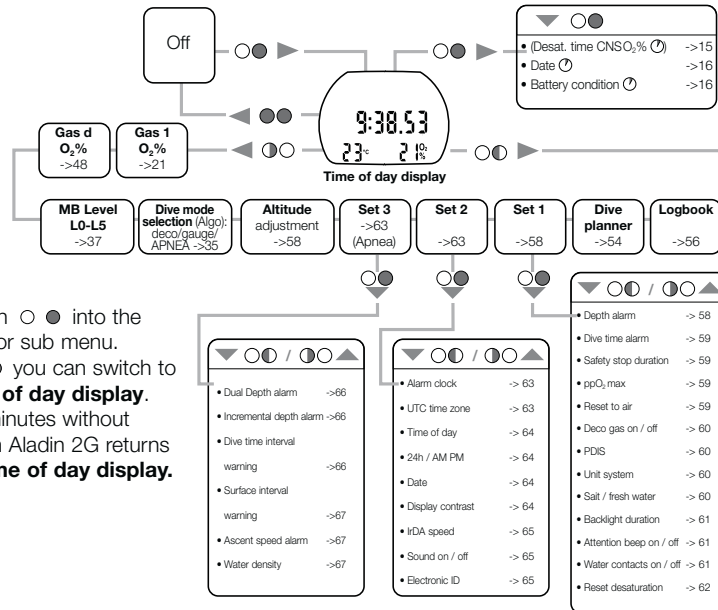 Off
• (Desat. time CNSO₂% )
->15
• Date
->16
• Battery condition
->16
9:38.53
23°C
21 O₂%
Time of day display
Gas d
O₂%
->48
Gas 1
O₂%
->21
MB Level
L0-L5
->37
Dive mode
selection (Algo):
deco/gauge/
APNEA ->35
Altitude
adjustment
->58
Set 3
->63
(Apnea)
Set 2
->63
Set 1
->58
Dive
planner
->54
Logbook
->56
into the
or sub menu.
you can switch to
of day display.
minutes without
Aladin 2G returns
me of day display.
/
• Dual Depth alarm ->66
• Incremental depth alarm ->66
• Dive time interval
warning ->66
• Surface interval
warning ->67
• Ascent speed alarm ->67
• Water density ->67
/
• Alarm clock -> 63
• UTC time zone -> 63
• Time of day -> 64
• 24h / AM PM -> 64
• Date -> 64
• Display contrast -> 64
• IrDA speed -> 65
• Sound on / off -> 65
• Electronic ID -> 65
/
• Depth alarm -> 58
• Dive time alarm -> 59
• Safety stop duration -> 59
• ppO₂ max -> 59
• Reset to air -> 59
• Deco gas on / off -> 60
• PDIS -> 60
• Unit system -> 60
• Salt / fresh water -> 60
• Backlight duration -> 61
• Attention beep on / off -> 61
• Water contacts on / off -> 61
• Reset desaturation -> 62